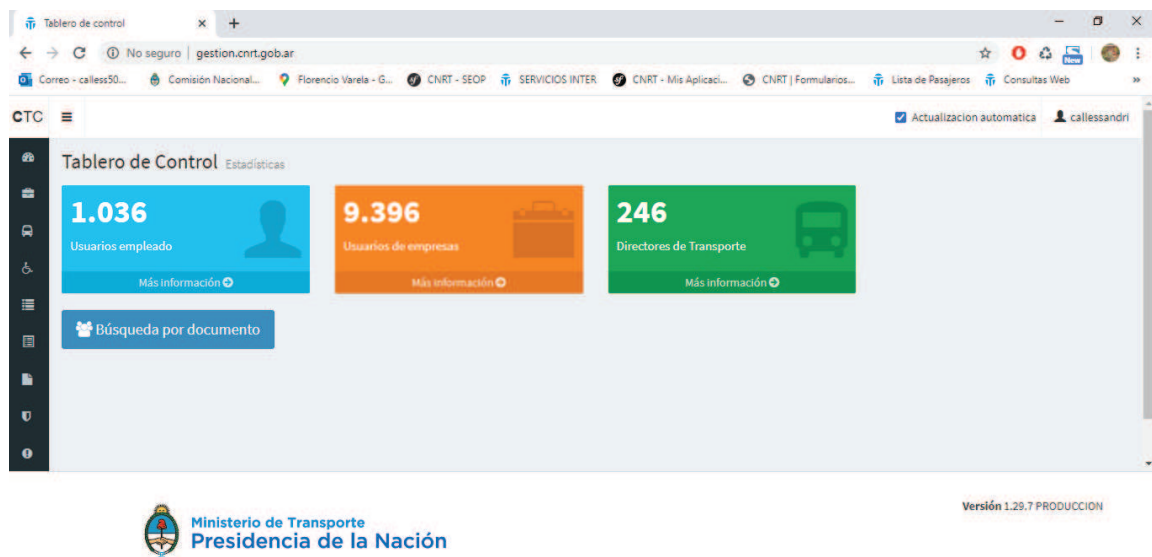 Tablero de control
No seguro | gestion.cnrt.gob.ar
New
Correo - calless50... Comisión Nacional... Florencio Varela - G... CNRT - SEOP SERVICIOS INTER CNRT - Mis Aplicaci... CNRT | Formularios... Lista de Pasajeros Consultas Web »
CTC Actualizacion automatica callessandri
Tablero de Control Estadísticas
1.036 9.396 246
Usuarios empleado Usuarios de empresas Directores de Transporte
Más información Más información Más información
Búsqueda por documento
Versión 1.29.7 PRODUCCION
Ministerio de Transporte
Presidencia de la Nación